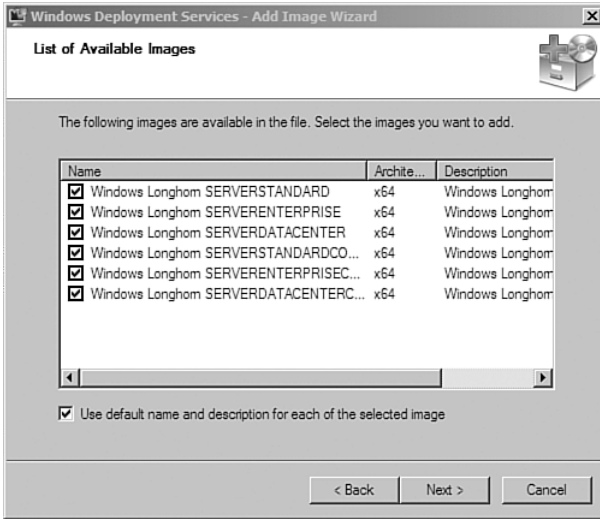 Windows Deployment Services - Add Image Wizard
List of Available Images
The following images are available in the file. Select the images you want to add.
Name Archite... Description
Windows Longhorn SERVERSTANDARD x64 Windows Longhorn
Windows Longhorn SERVERENTERPRISE x64 Windows Longhorn
Windows Longhorn SERVERDATACENTER x64 Windows Longhorn
Windows Longhorn SERVERSTANDARDCO... x64 Windows Longhorn
Windows Longhorn SERVERENTERPRISEC... x64 Windows Longhorn
Windows Longhorn SERVERDATACENTERC... x64 Windows Longhorn
Use default name and description for each of the selected image
< Back Next > Cancel